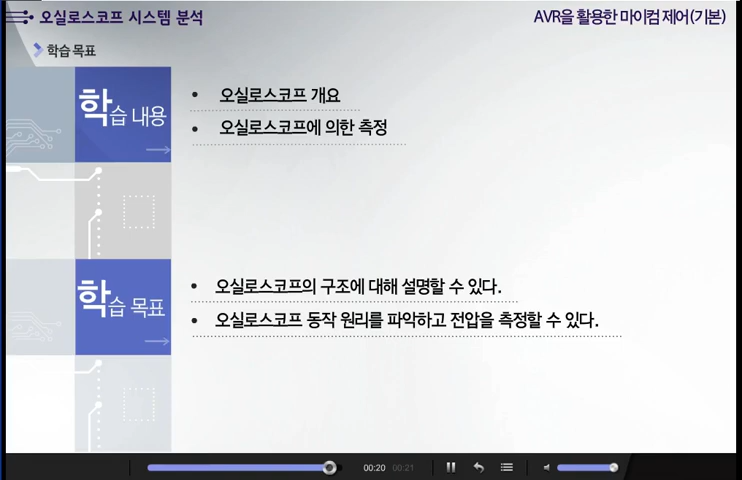 오실로스코프 시스템 분석
AVR을 활용한 마이컴 제어(기본)
학습 목표
학습 내용
• 오실로스코프 개요
• 오실로스코프에 의한 측정
학습 목표
• 오실로스코프의 구조에 대해 설명할 수 있다.
• 오실로스코프 동작 원리를 파악하고 전압을 측정할 수 있다.
00:20 00:21